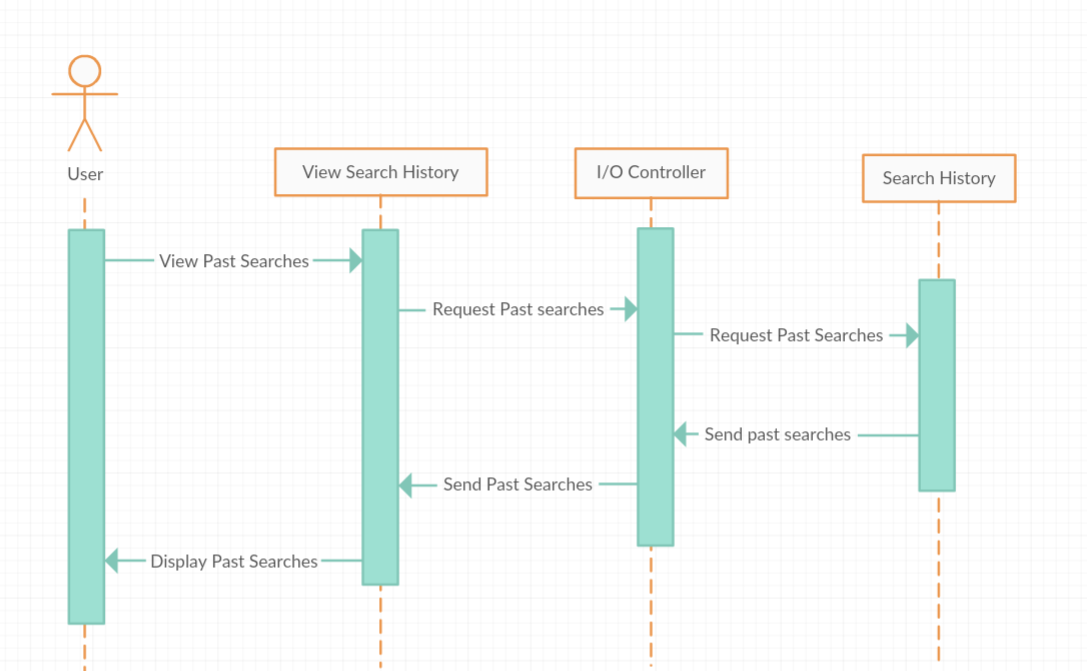 User
View Search History
I/O Controller
Search History
View Past Searches
Request Past searches
Request Past Searches
Send past searches
Send Past Searches
Display Past Searches